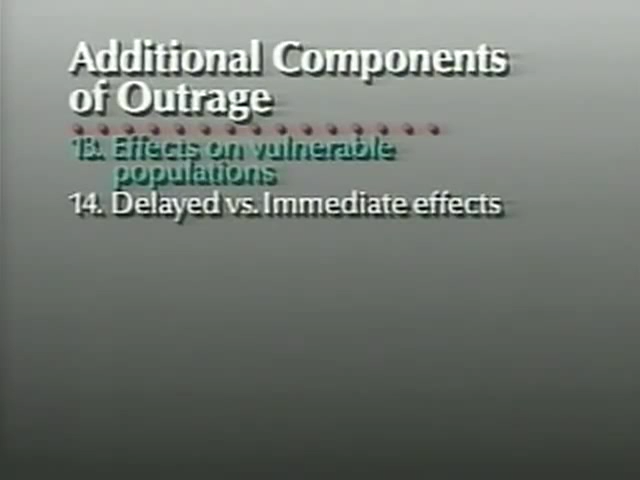 Additional Components
of Outrage
13. Effects on vulnerable
populations
14. Delayed vs. Immediate effects